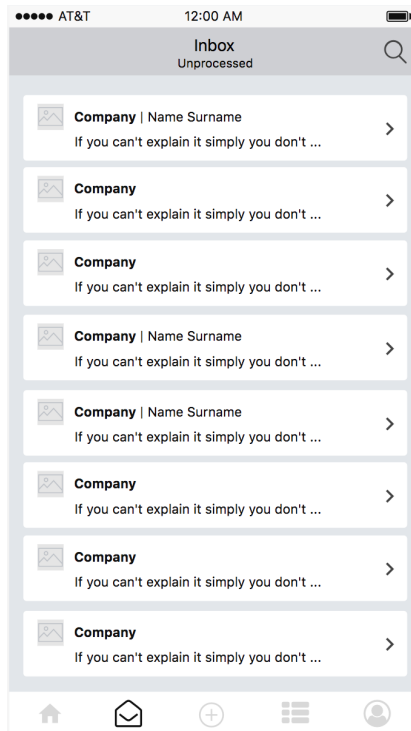 AT&T 12:00 AM
Inbox
Unprocessed
Company | Name Surname
If you can't explain it simply you don't ...
Company
If you can't explain it simply you don't ...
Company
If you can't explain it simply you don't ...
Company | Name Surname
If you can't explain it simply you don't ...
Company | Name Surname
If you can't explain it simply you don't ...
Company
If you can't explain it simply you don't ...
Company
If you can't explain it simply you don't ...
Company
If you can't explain it simply you don't ...